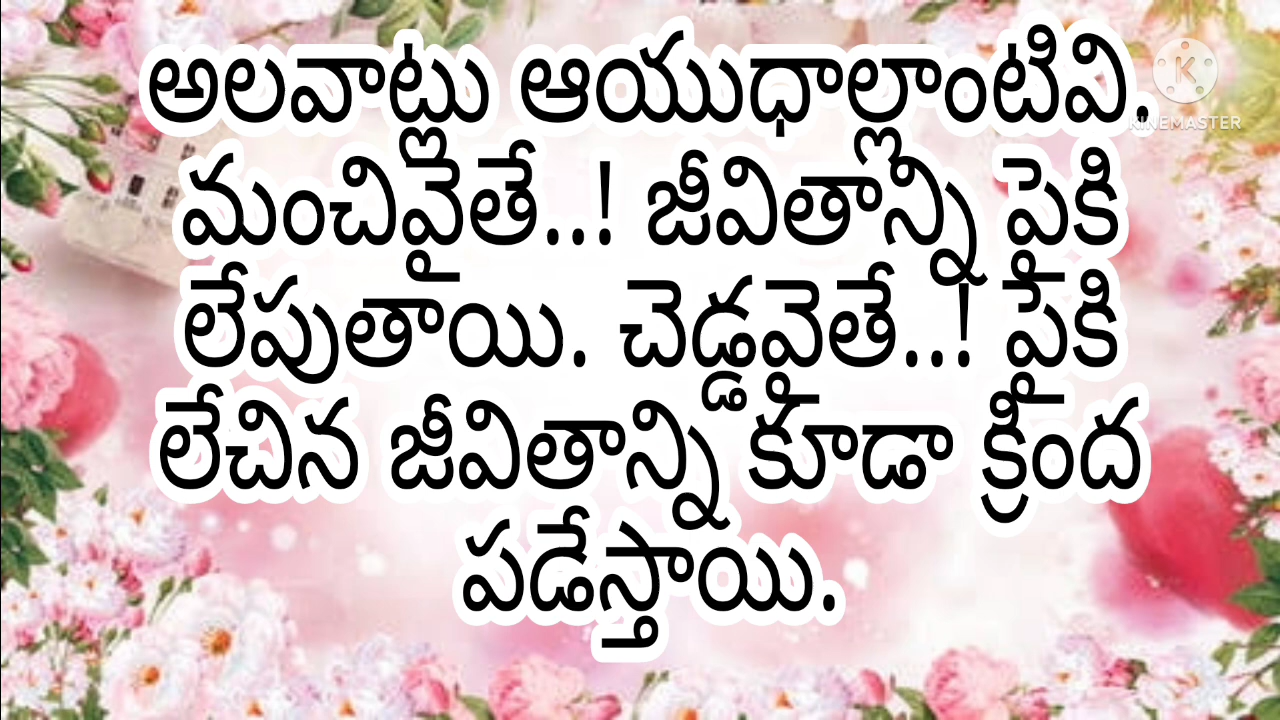 అలవాట్లు ఆయుధాల్లాంటివి.
మంచివైతే..! జీవితాన్ని పైకి
లేపుతాయి. చెడ్డవైతే..! పైకి
లేచిన జీవితాన్ని కూడా క్రింద
పడేస్తాయి.
K
KINEMASTER